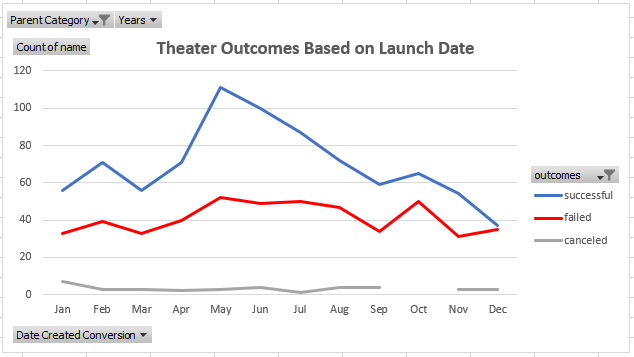 Parent Category Years
Count of name
Theater Outcomes Based on Launch Date
120
100
80
60
40
20
0
Jan Feb Mar Apr May Jun Jul Aug Sep Oct Nov Dec
outcomes
successful
failed
canceled
Date Created Conversion